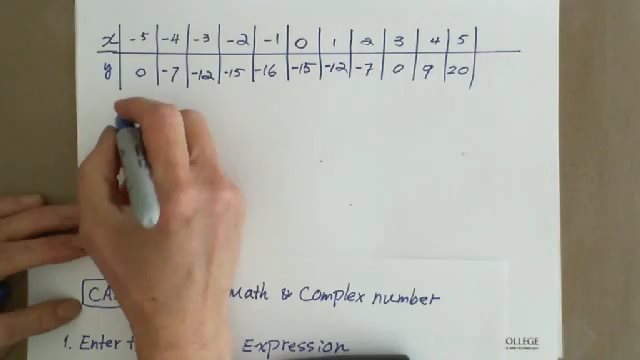 x -5 -4 -3 -2 -1 0 1 2 3 4 5
y 0 -7 -12 -15 -16 -15 -12 -7 0 9 20
Math & Complex number
1. Enter Expression
OLLEGE